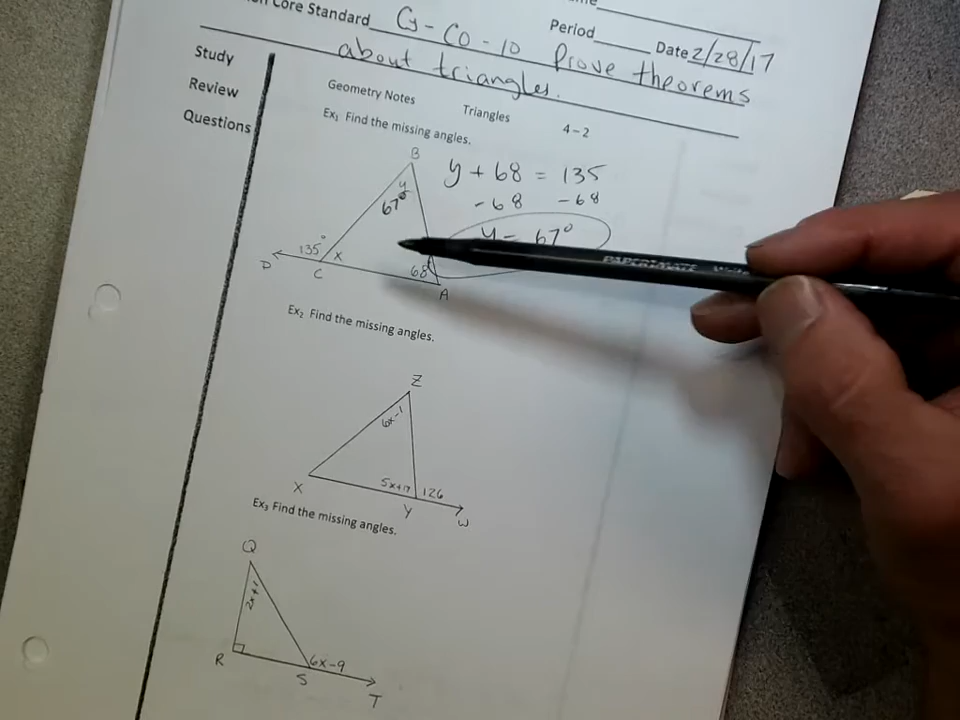 Core Standard G-CO-10 Prove theorems
about triangles.
Period Date 2/28/17
Study
Review
Questions
Geometry Notes Triangles 4-2
Ex1 Find the missing angles.
B
y
67°
135°
x
68
D
C
A
y + 68 = 135
-68 -68
y = 67°
PAPERMATE
Ex2 Find the missing angles.
Z
6x-1
5x+17
126
X
Y
W
Ex3 Find the missing angles.
Q
2x+1
6x-9
R
S
T